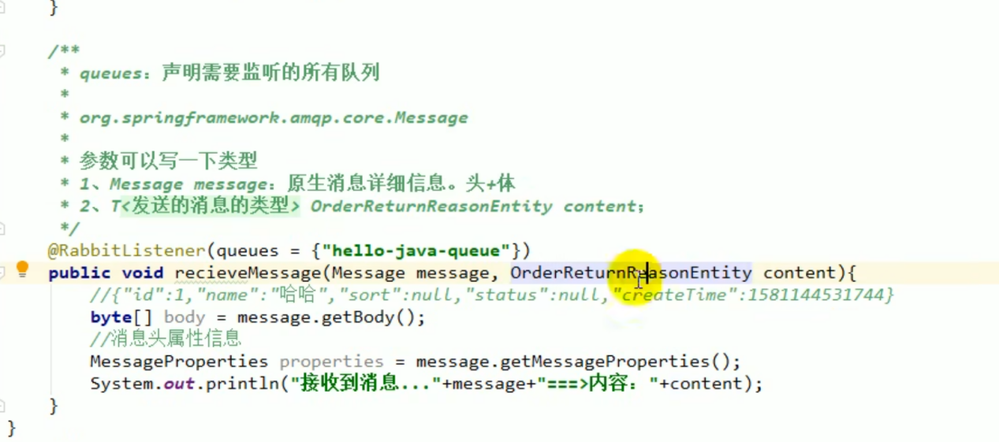 }
/**
* queues：声明需要监听的所有队列
*
* org.springframework.amqp.core.Message
*
* 参数可以写一下类型
* 1、Message message：原生消息详细信息。头+体
* 2、T<发送的消息的类型> OrderReturnReasonEntity content；
*/
@RabbitListener(queues = {"hello-java-queue"})
public void recieveMessage(Message message, OrderReturnReasonEntity content){
//{"id":1,"name":"哈哈","sort":null,"status":null,"createTime":1581144531744}
byte[] body = message.getBody();
//消息头属性信息
MessageProperties properties = message.getMessageProperties();
System.out.println("接收到消息..."+message+"===>内容："+content);
}
}